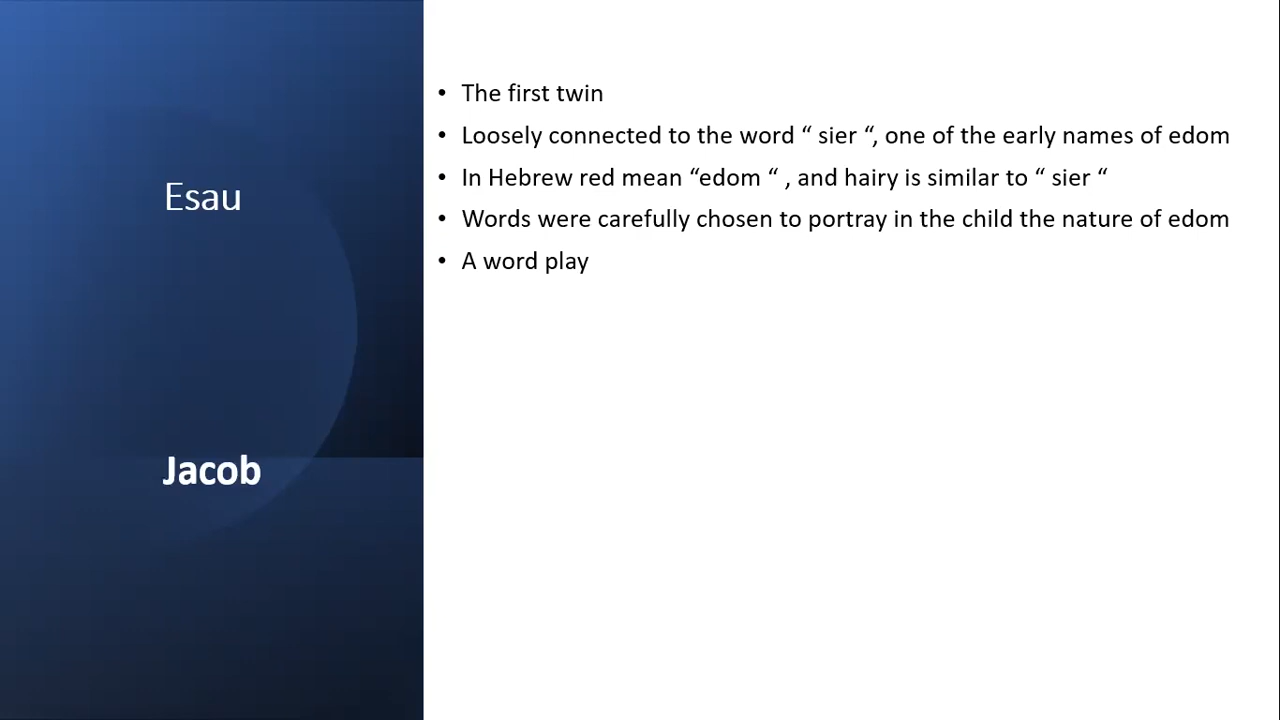 Esau
• The first twin
• Loosely connected to the word “ sier “, one of the early names of edom
• In Hebrew red mean “edom “ , and hairy is similar to “ sier “
• Words were carefully chosen to portray in the child the nature of edom
• A word play
Jacob